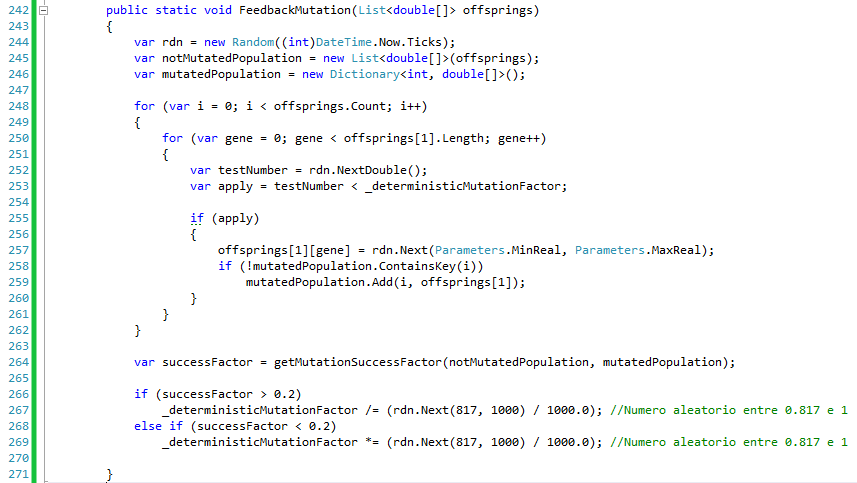 242 public static void FeedbackMutation(List<double[]> offsprings)
243 {
244 var rdn = new Random((int)DateTime.Now.Ticks);
245 var notMutatedPopulation = new List<double[]>(offsprings);
246 var mutatedPopulation = new Dictionary<int, double[]>();
247
248 for (var i = 0; i < offsprings.Count; i++)
249 {
250 for (var gene = 0; gene < offsprings[1].Length; gene++)
251 {
252 var testNumber = rdn.NextDouble();
253 var apply = testNumber < _deterministicMutationFactor;
254
255 if (apply)
256 {
257 offsprings[1][gene] = rdn.Next(Parameters.MinReal, Parameters.MaxReal);
258 if (!mutatedPopulation.ContainsKey(i))
259 mutatedPopulation.Add(i, offsprings[1]);
260 }
261 }
262 }
263
264 var successFactor = getMutationSuccessFactor(notMutatedPopulation, mutatedPopulation);
265
266 if (successFactor > 0.2)
267 _deterministicMutationFactor /= (rdn.Next(817, 1000) / 1000.0); //Numero aleatorio entre 0.817 e 1
268 else if (successFactor < 0.2)
269 _deterministicMutationFactor *= (rdn.Next(817, 1000) / 1000.0); //Numero aleatorio entre 0.817 e 1
270
271 }